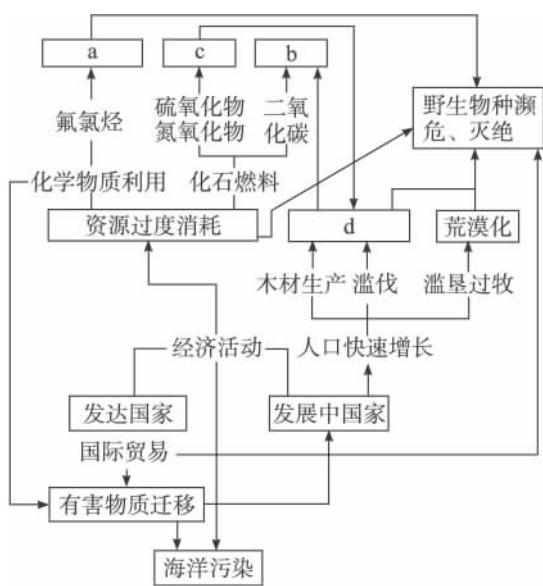 a
c
b
氟氯烃
硫氧化物
氮氧化物
二氧
化碳
野生物种濒
危、灭绝
化学物质利用
化石燃料
资源过度消耗
d
荒漠化
木材生产 滥伐
滥垦过牧
经济活动
人口快速增长
发达国家
发展中国家
国际贸易
有害物质迁移
海洋污染